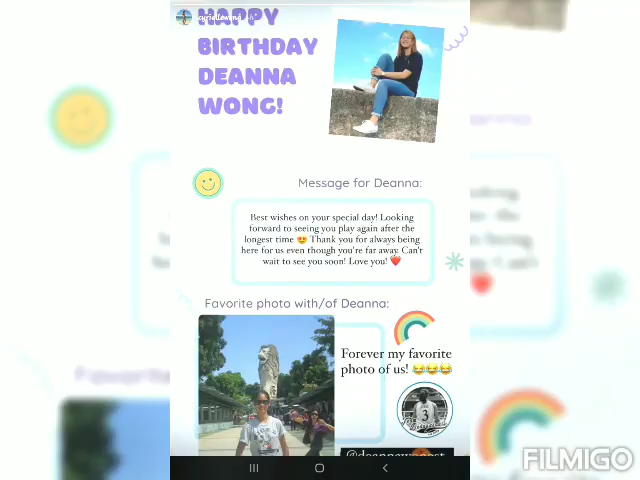 HAPPY
BIRTHDAY
DEANNA
WONG!
Message for Deanna:
Best wishes on your special day! Looking
forward to seeing you play again after the
longest time 😍 Thank you for always being
here for us even though you're far away. Can't
wait to see you soon! Love you! ❤️
Favorite photo with/of Deanna:
Forever my favorite
photo of us! 😂😂😂
3
FILMIGO